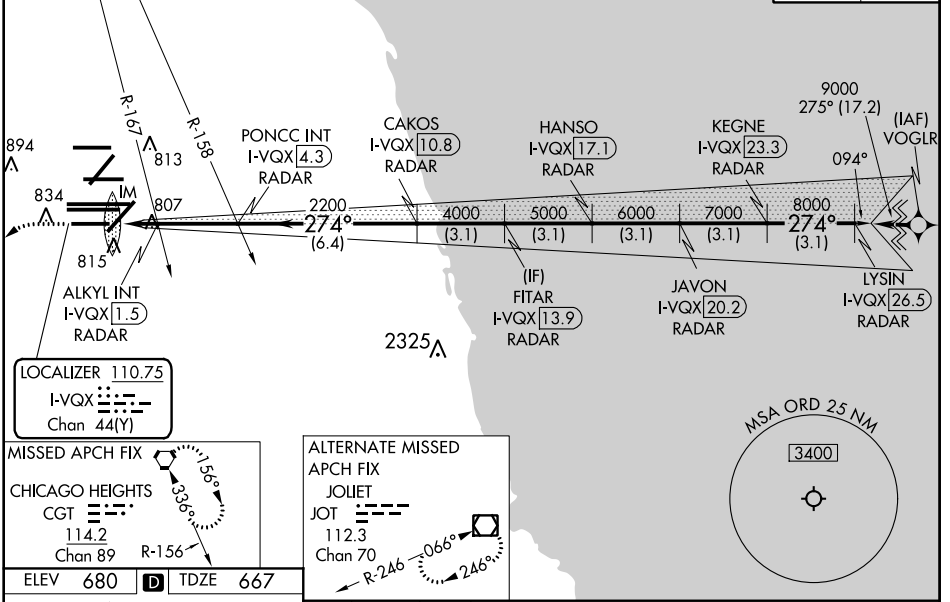 9000
275° (17.2)
(IAF)
VOGLR
894
R-167
R-158
813
PONCC INT
I-VQX 4.3
RADAR
CAKOS
I-VQX 10.8
RADAR
HANSO
I-VQX 17.1
RADAR
KEGNE
I-VQX 23.3
RADAR
094°
834
IM
807
2200
274°
(6.4)
4000
(3.1)
5000
(3.1)
6000
(3.1)
7000
(3.1)
8000
274°
(3.1)
815
ALKYL INT
I-VQX 1.5
RADAR
(IF)
FITAR
I-VQX 13.9
RADAR
JAVON
I-VQX 20.2
RADAR
LYSIN
I-VQX 26.5
RADAR
2325
LOCALIZER 110.75
I-VQX
Chan 44(Y)
MISSED APCH FIX
CHICAGO HEIGHTS
CGT
114.2
Chan 89
156°
336°
R-156
ALTERNATE MISSED
APCH FIX
JOLIET
JOT
112.3
Chan 70
R-246
066°
246°
MSA ORD 25 NM
3400
ELEV 680 D TDZE 667